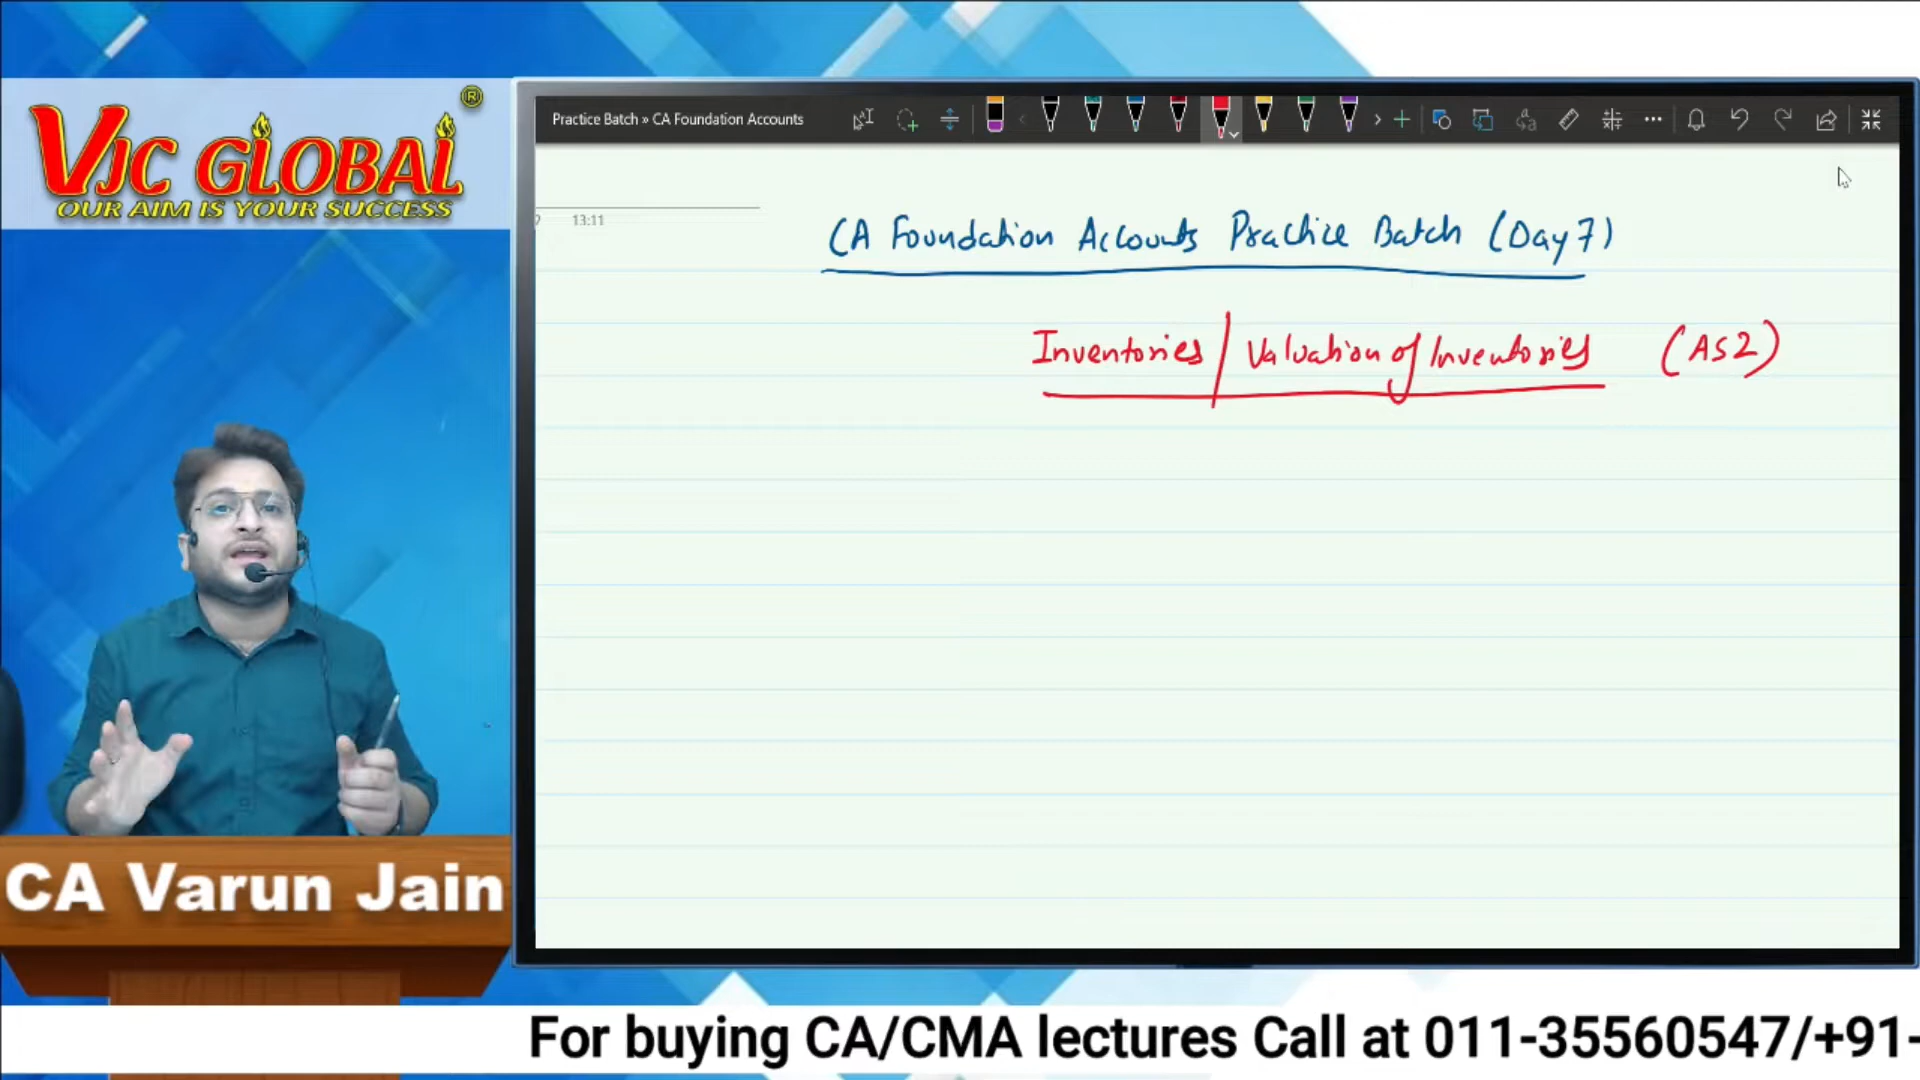 VJC GLOBAL ®
OUR AIM IS YOUR SUCCESS
Practice Batch » CA Foundation Accounts
13:11
CA Foundation Accounts Practice Batch (Day 7)
Inventories / Valuation of Inventories (AS2)
CA Varun Jain
For buying CA/CMA lectures Call at 011-35560547/+91-